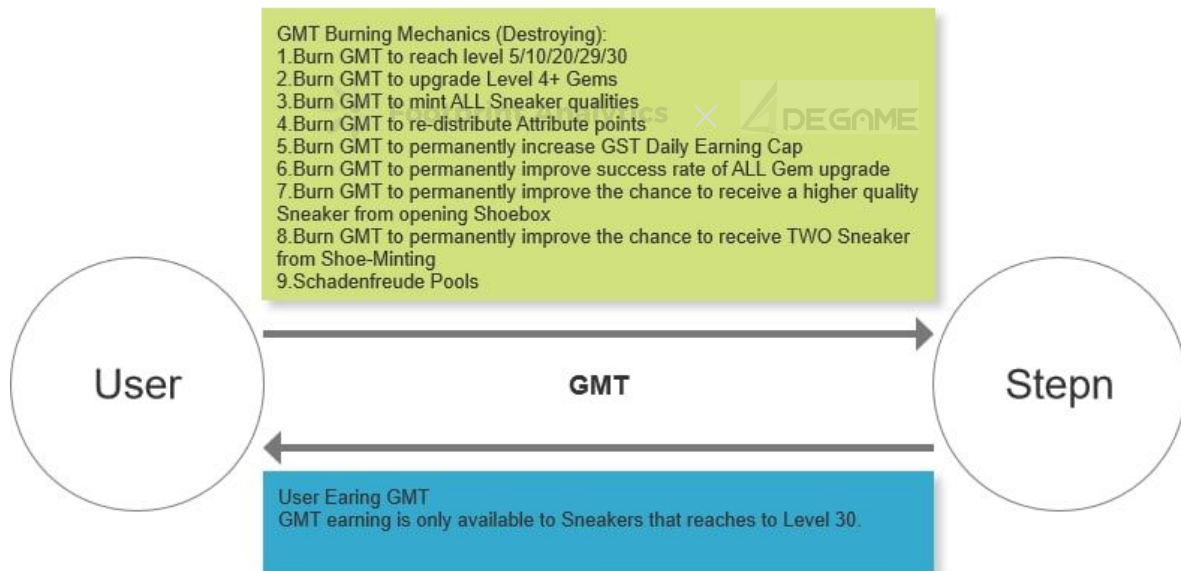 GMT Burning Mechanics (Destroying):
1.Burn GMT to reach level 5/10/20/29/30
2.Burn GMT to upgrade Level 4+ Gems
3.Burn GMT to mint ALL Sneaker qualities
Footprint Analytics × DEGAME
4.Burn GMT to re-distribute Attribute points
5.Burn GMT to permanently increase GST Daily Earning Cap
6.Burn GMT to permanently improve success rate of ALL Gem upgrade
7.Burn GMT to permanently improve the chance to receive a higher quality
Sneaker from opening Shoebox
8.Burn GMT to permanently improve the chance to receive TWO Sneaker
from Shoe-Minting
9.Schadenfreude Pools
User
GMT
Stepn
User Earing GMT
GMT earning is only available to Sneakers that reaches to Level 30.